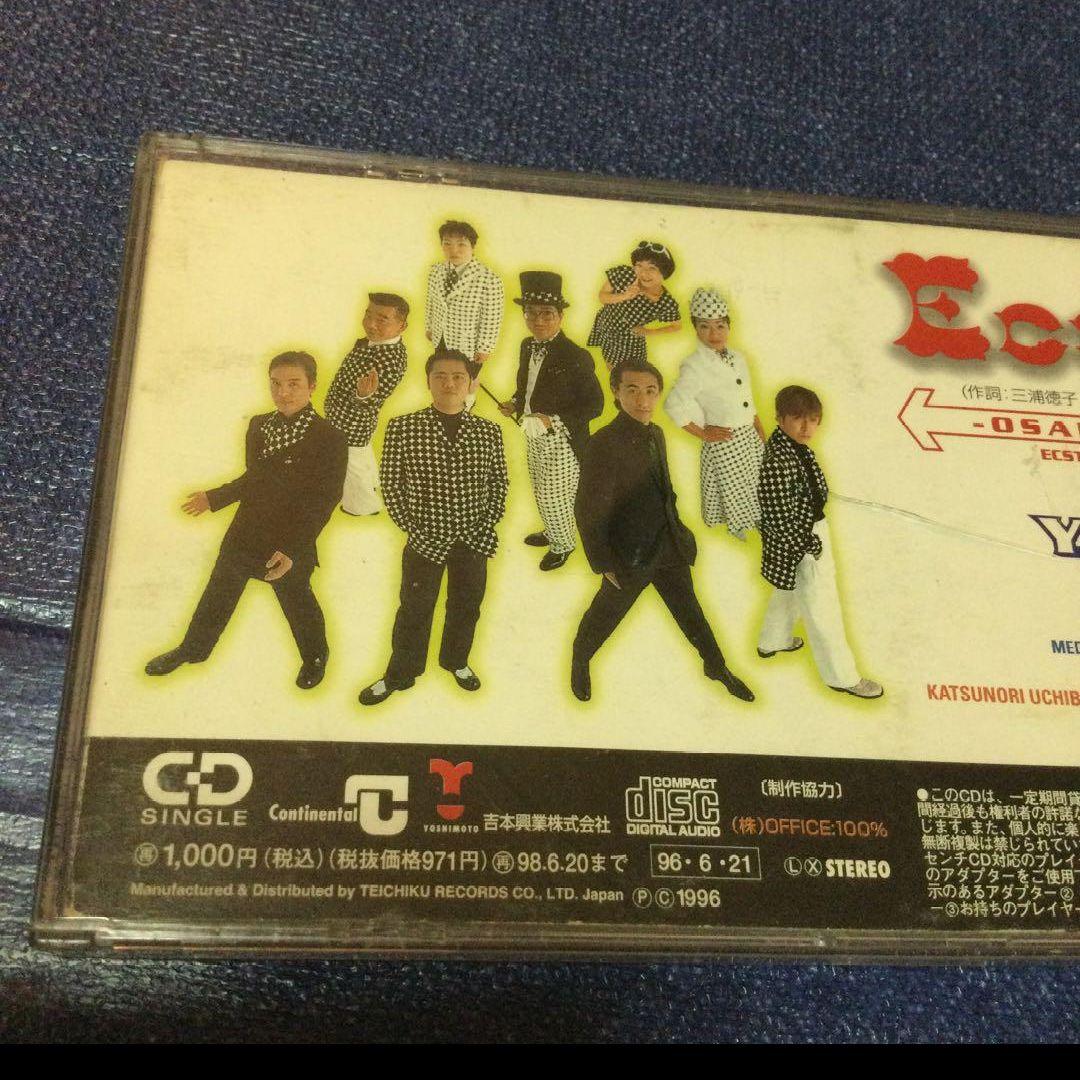 Ec
(作詞:三浦徳子
-OSA
ECST
Y
MED
KATSUNORI UCHIB
CD
SINGLE
Continental
YOSHIMOTO
吉本興業株式会社
COMPACT
disc
DIGITAL AUDIO
〔制作協力〕
(株)OFFICE:100%
1,000円(税込)(税抜価格971円)再98.6.20まで
96・6・21
LX STEREO
Manufactured & Distributed by TEICHIKU RECORDS CO., LTD. Japan ⓅⒸ1996
●このCDは、一定期間貸
間経過後も権利者の許諾な
します。また、個人的に楽
無断複製は禁じられてい
センチCD対応のプレイ
のアダプターをご使用
示のあるアダプター②
ー③お持ちのプレイヤー